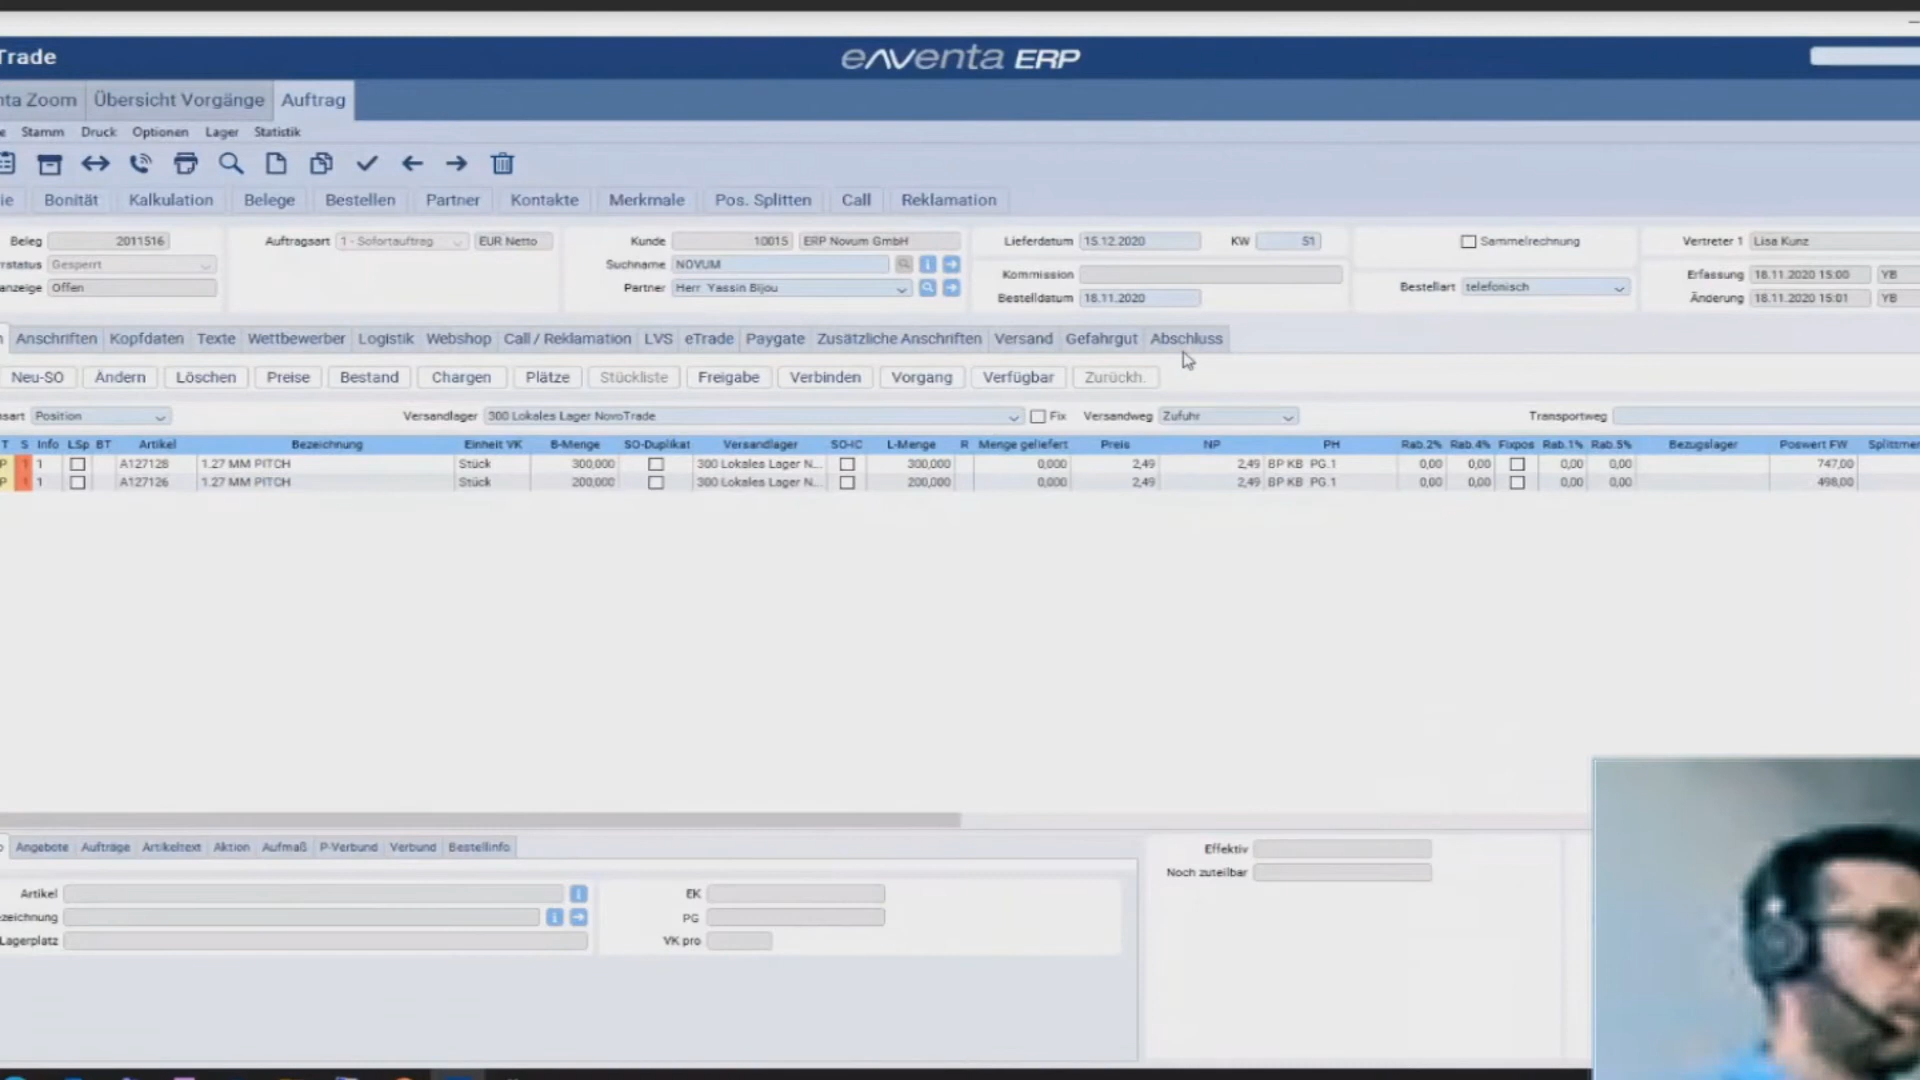 Trade
enventa ERP
nta Zoom Übersicht Vorgänge Auftrag
e Stamm Druck Optionen Lager Statistik
ie Bonität Kalkulation Belege Bestellen Partner Kontakte Merkmale Pos. Splitten Call Reklamation
Beleg 2011516 Auftragsart 1 - Sofortauftrag EUR Netto Kunde 10015 ERP Novum GmbH Lieferdatum 15.12.2020 KW 51 Sammelrechnung Vertreter 1 Lisa Kunz
rstatus Gesperrt Suchname NOVUM Kommission Bestellart telefonisch Erfassung 18.11.2020 15:00 YB
anzeige Offen Partner Herr Yassin Bijou Bestelldatum 18.11.2020 Änderung 18.11.2020 15:01 YB
n Anschriften Kopfdaten Texte Wettbewerber Logistik Webshop Call / Reklamation LVS eTrade Paygate Zusätzliche Anschriften Versand Gefahrgut Abschluss
Neu-SO Ändern Löschen Preise Bestand Chargen Plätze Stückliste Freigabe Verbinden Vorgang Verfügbar Zurückh.
nsart Position Versandlager 300 Lokales Lager NovoTrade Fix Versandweg Zufuhr Transportweg
T S Info LSp BT Artikel Bezeichnung Einheit VK B-Menge SO-Duplikat Versandlager SO-IC L-Menge R Menge geliefert Preis NP PH Rab.2% Rab.4% Fixpos Rab.1% Rab.5% Bezugslager Poswert FW Splittmer
P 1 1 A127128 1.27 MM PITCH Stück 300,000 300 Lokales Lager N... 300,000 0,000 2,49 2,49 BP KB PG.1 0,00 0,00 0,00 0,00 747,00
P 1 1 A127126 1.27 MM PITCH Stück 200,000 300 Lokales Lager N... 200,000 0,000 2,49 2,49 BP KB PG.1 0,00 0,00 0,00 0,00 498,00
o Angebote Aufträge Artikeltext Aktion Aufmaß P-Verbund Verbund Bestellinfo
Effektiv
Noch zuteilbar
Artikel EK
ezeichnung PG
Lagerplatz VK pro